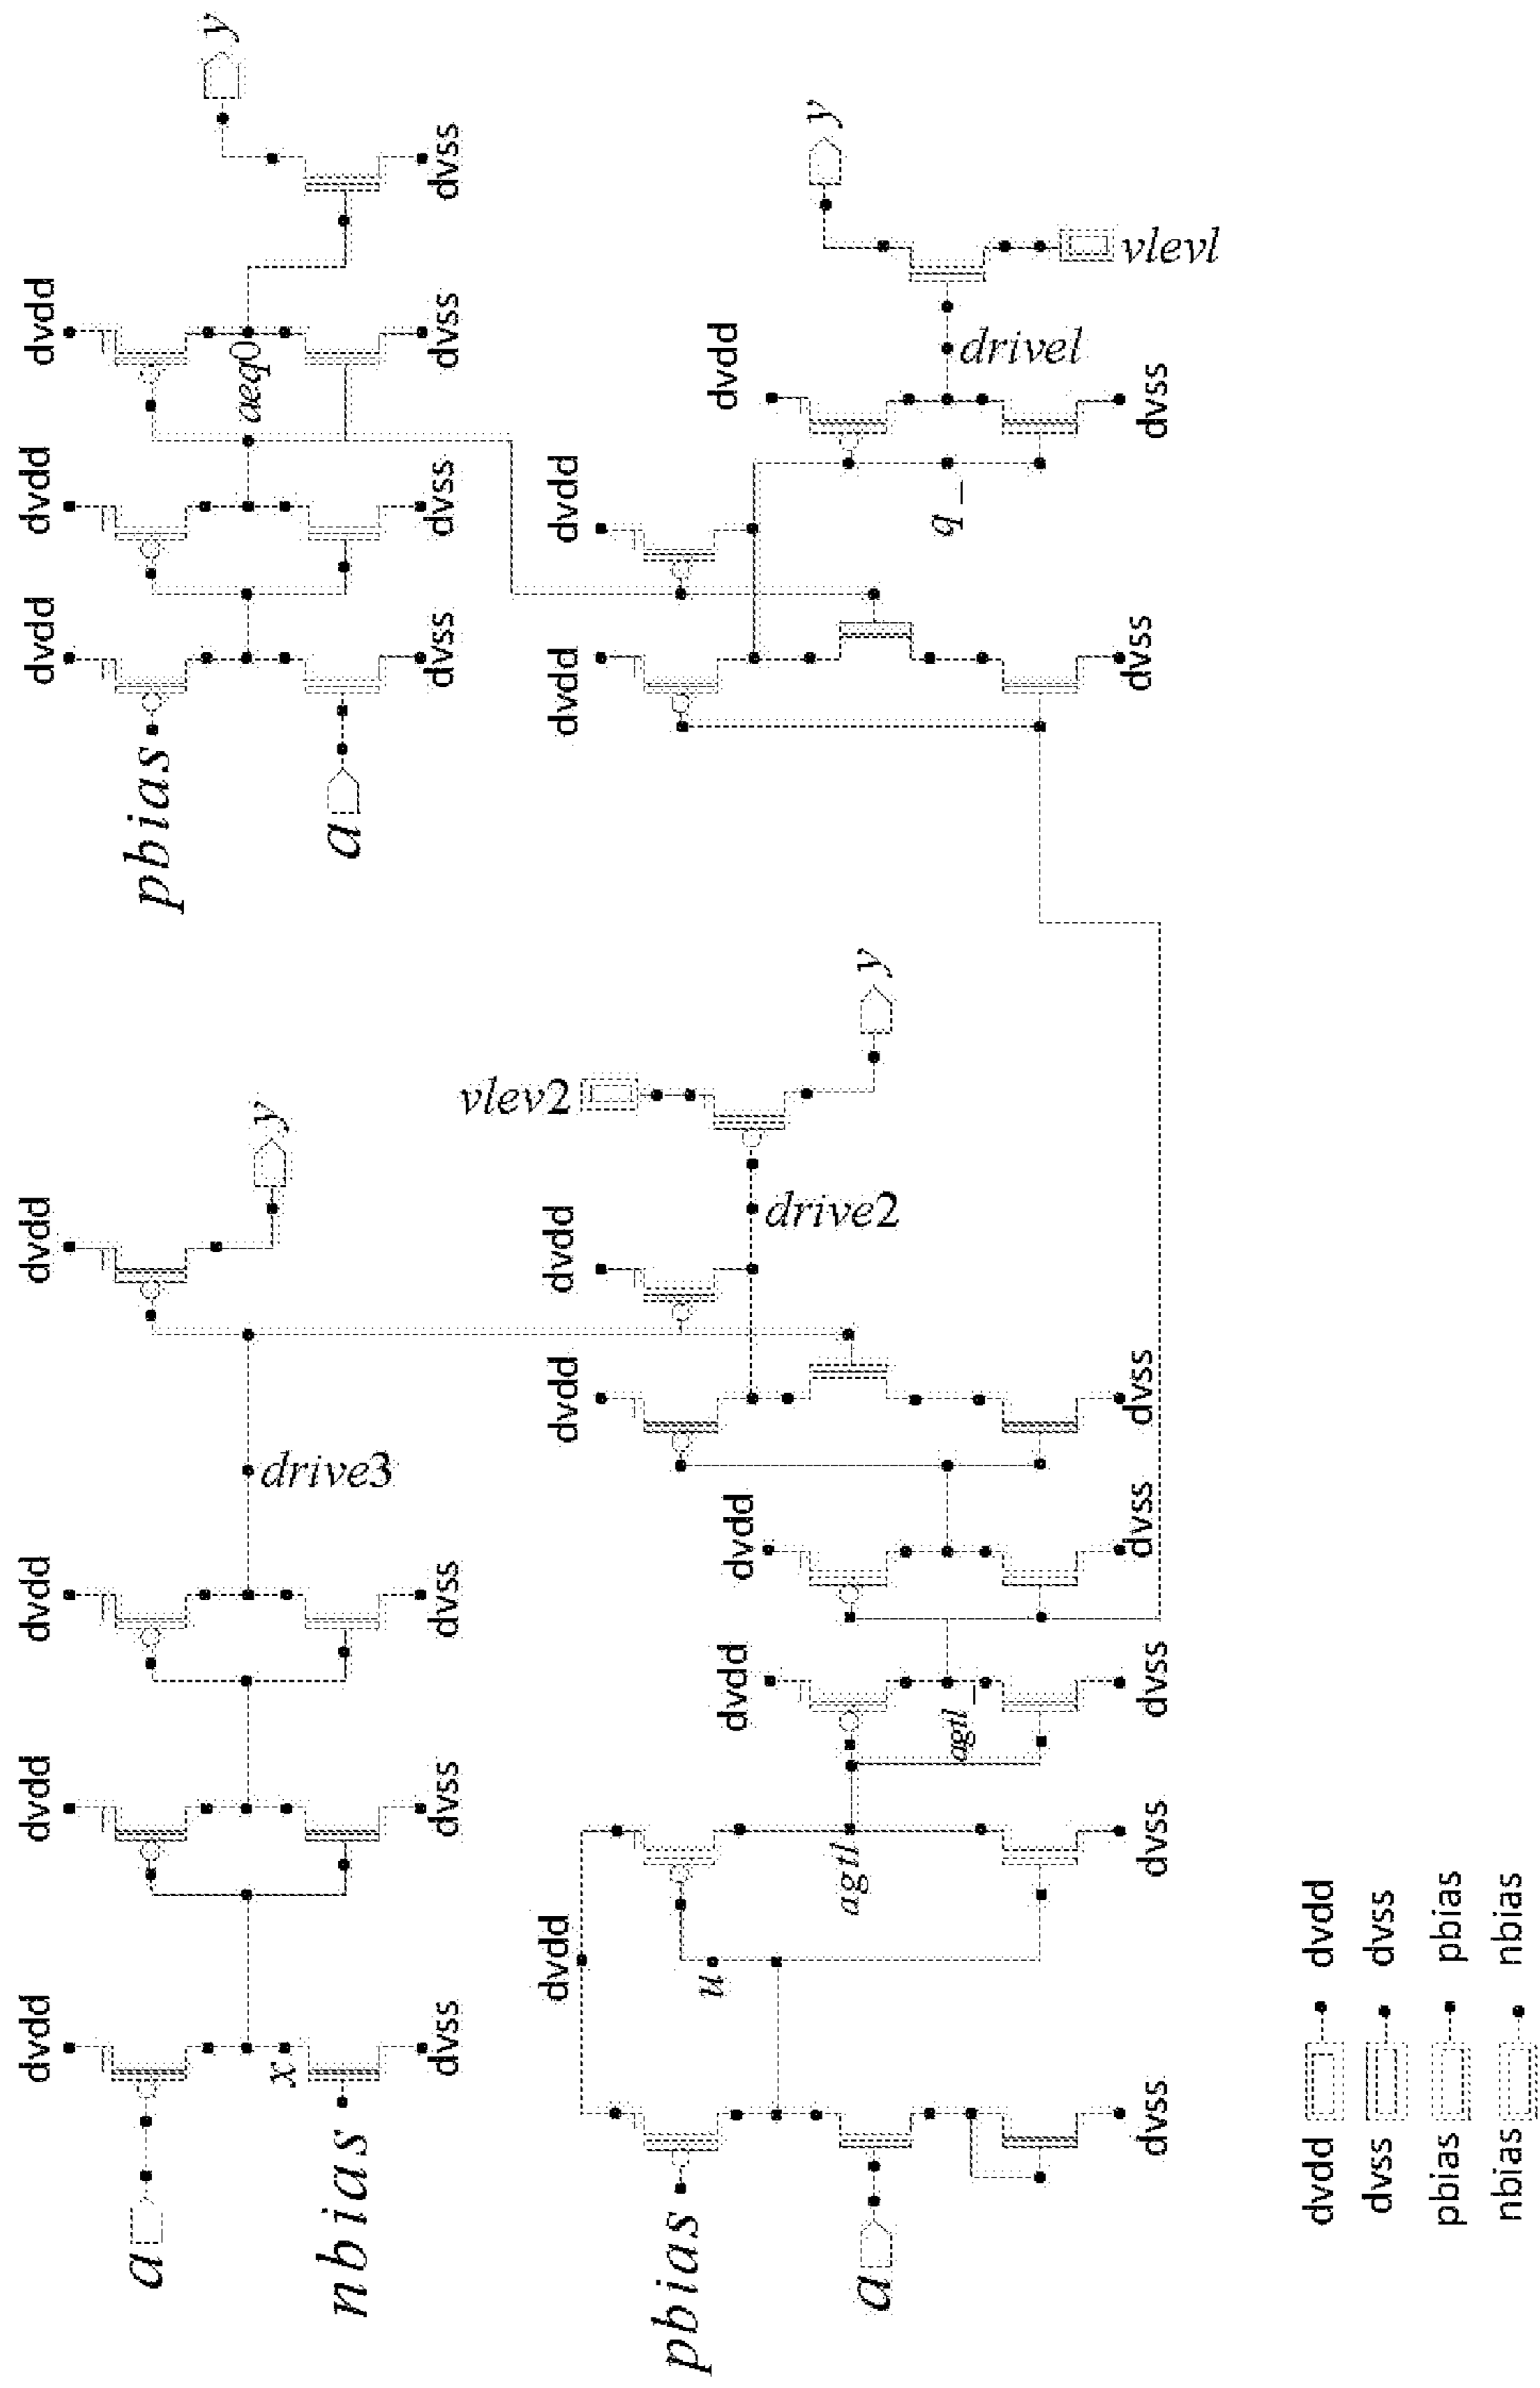 y
dvss
dvdd
aeq0
dvss
dvdd
dvss
dvdd
dvss
pbias
a
y
vlevl
drivel
dvdd
dvss
q_
dvdd
dvdd
dvss
y
dvdd
drive3
dvdd
dvss
dvdd
dvss
dvdd
x
dvss
a
nbias
y
vlev2
drive2
dvdd
dvdd
dvss
dvdd
dvss
dvdd
agtl_
dvss
agtl
dvss
dvdd
u
dvss
pbias
a
dvdd dvdd
dvss dvss
pbias pbias
nbias nbias